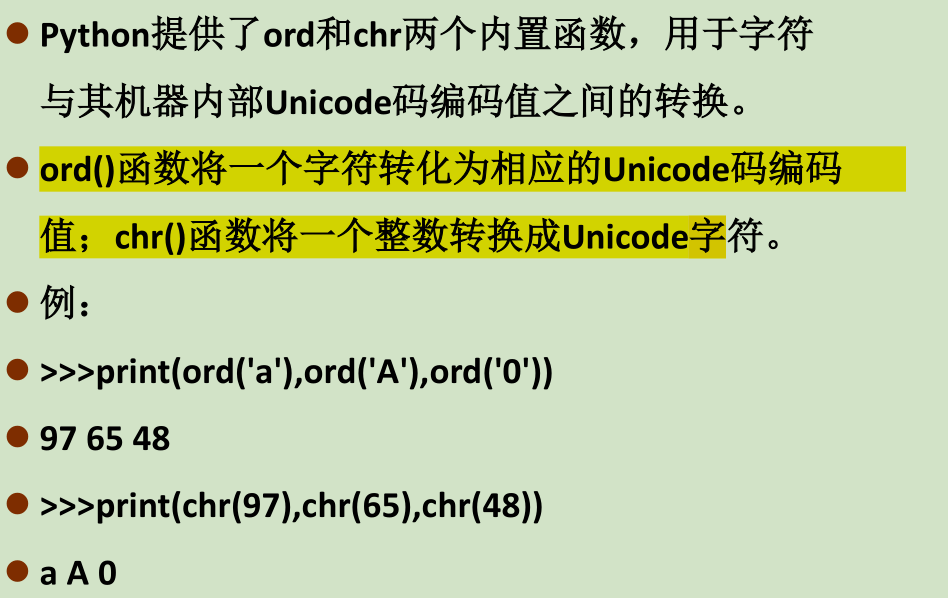 Python提供了ord和chr两个内置函数，用于字符
与其机器内部Unicode码编码值之间的转换。
ord()函数将一个字符转化为相应的Unicode码编码
值；chr()函数将一个整数转换成Unicode字符。
例：
>>>print(ord('a'),ord('A'),ord('0'))
97 65 48
>>>print(chr(97),chr(65),chr(48))
a A 0